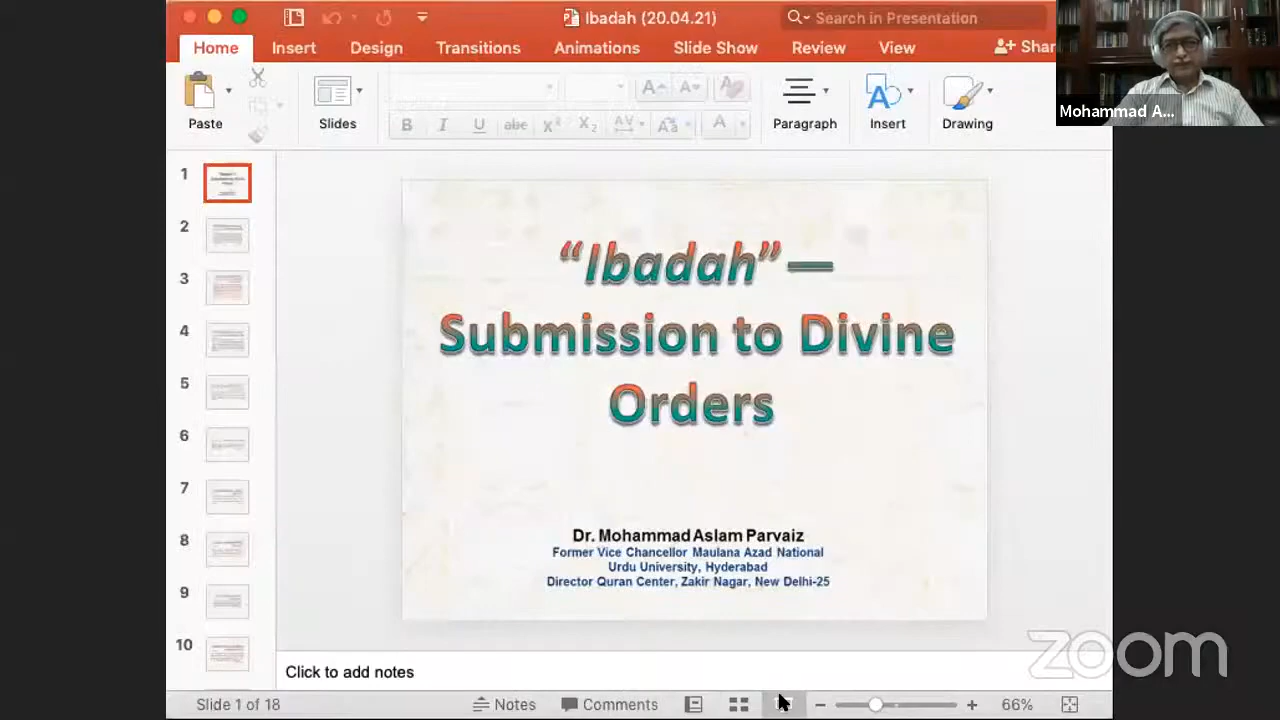 Ibadah (20.04.21)
Search in Presentation
Home Insert Design Transitions Animations Slide Show Review View Shar
Mohammad A...
Paste Slides Paragraph Insert Drawing
1
2
3
4
5
6
7
8
9
10
“Ibadah”—
Submission to Divine
Orders
Dr. Mohammad Aslam Parvaiz
Former Vice Chancellor Maulana Azad National
Urdu University, Hyderabad
Director Quran Center, Zakir Nagar, New Delhi-25
zoom
Click to add notes
Slide 1 of 18 Notes Comments 66%